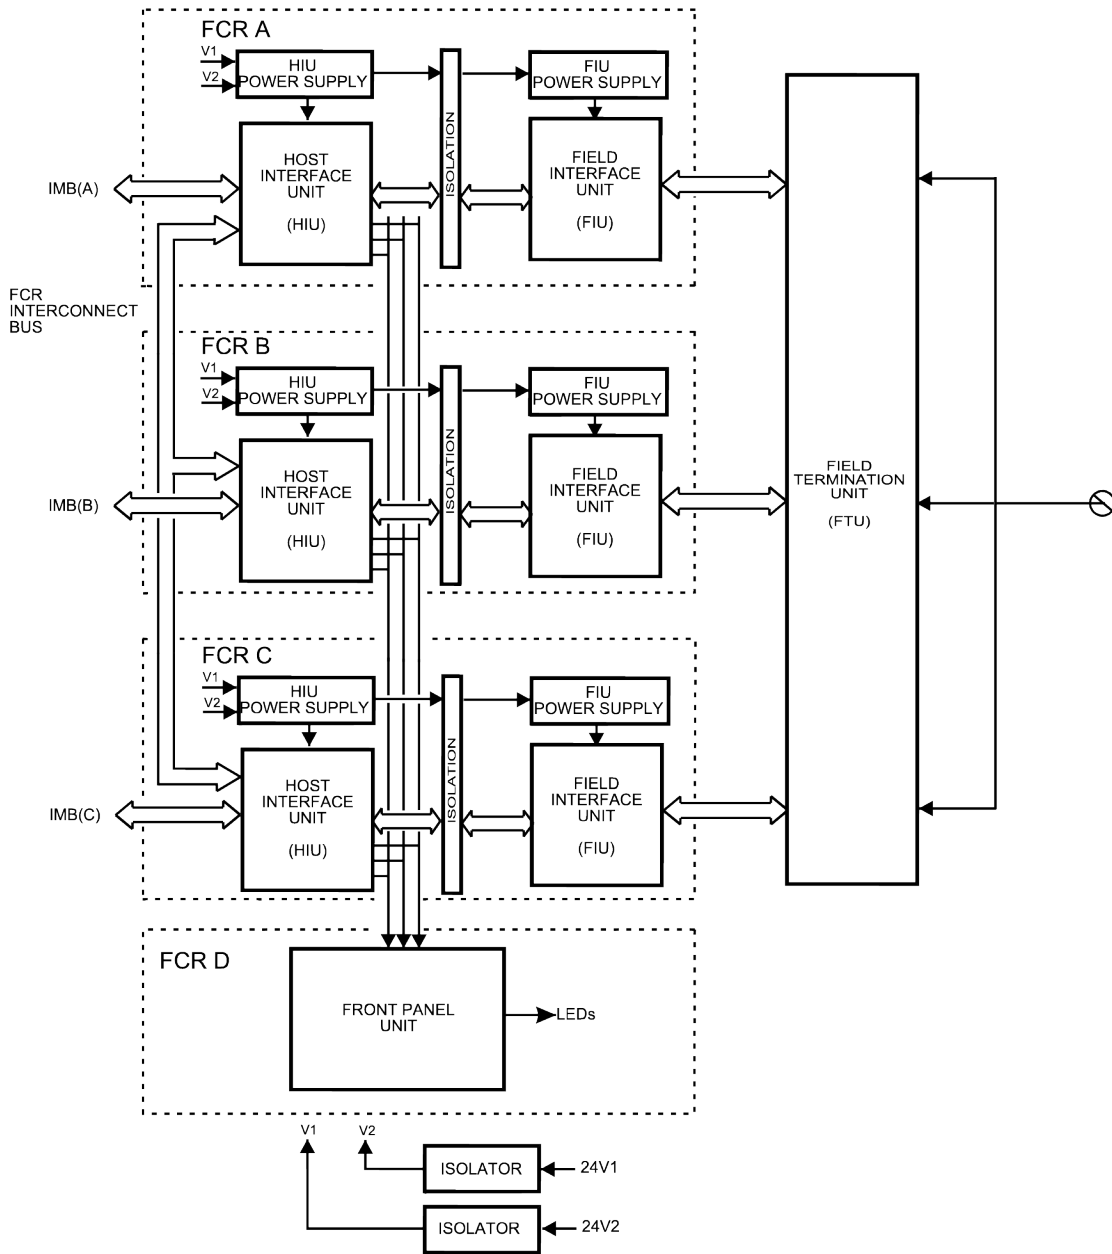 FCR A
V1
V2
HIU
POWER SUPPLY
FIU
POWER SUPPLY
ISOLATION
HOST
INTERFACE
UNIT
(HIU)
FIELD
INTERFACE
UNIT
(FIU)
IMB(A)
FCR
INTERCONNECT
BUS
FCR B
V1
V2
HIU
POWER SUPPLY
FIU
POWER SUPPLY
ISOLATION
HOST
INTERFACE
UNIT
(HIU)
FIELD
INTERFACE
UNIT
(FIU)
IMB(B)
FIELD
TERMINATION
UNIT
(FTU)
FCR C
V1
V2
HIU
POWER SUPPLY
FIU
POWER SUPPLY
ISOLATION
HOST
INTERFACE
UNIT
(HIU)
FIELD
INTERFACE
UNIT
(FIU)
IMB(C)
FCR D
FRONT PANEL
UNIT
LEDs
V1
V2
ISOLATOR
24V1
ISOLATOR
24V2